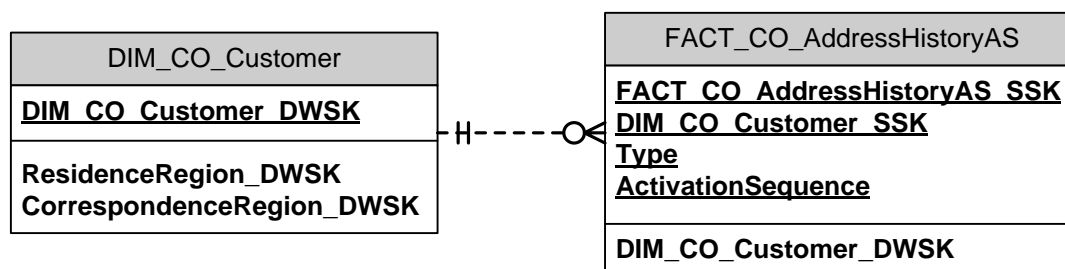 DIM_CO_Customer
DIM_CO_Customer_DWSK
ResidenceRegion_DWSK
CorrespondenceRegion_DWSK
FACT_CO_AddressHistoryAS
FACT_CO_AddressHistoryAS_SSK
DIM_CO_Customer_SSK
Type
ActivationSequence
DIM_CO_Customer_DWSK